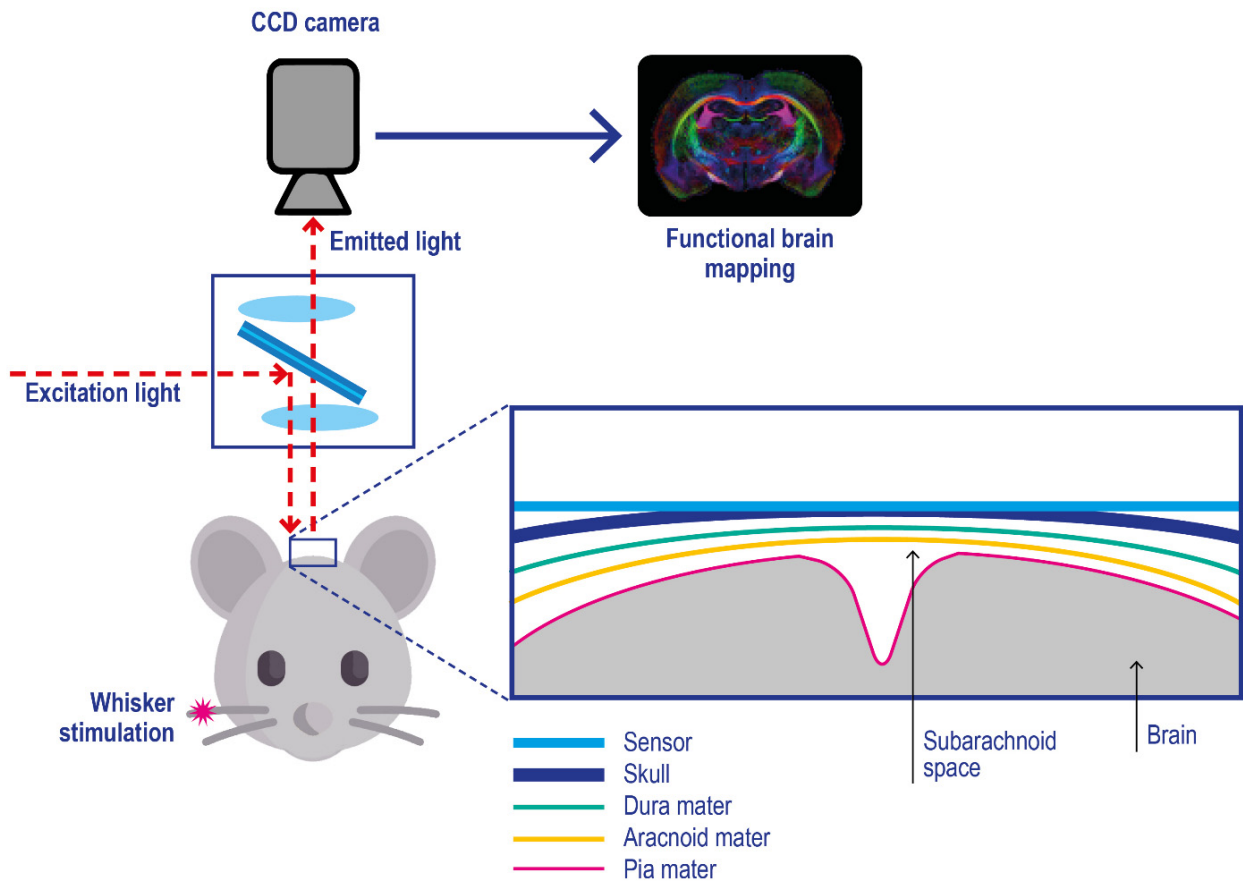 CCD camera
Emitted light
Functional brain
mapping
Excitation light
Whisker
stimulation
Sensor
Skull
Dura mater
Aracnoid mater
Pia mater
Subarachnoid
space
Brain